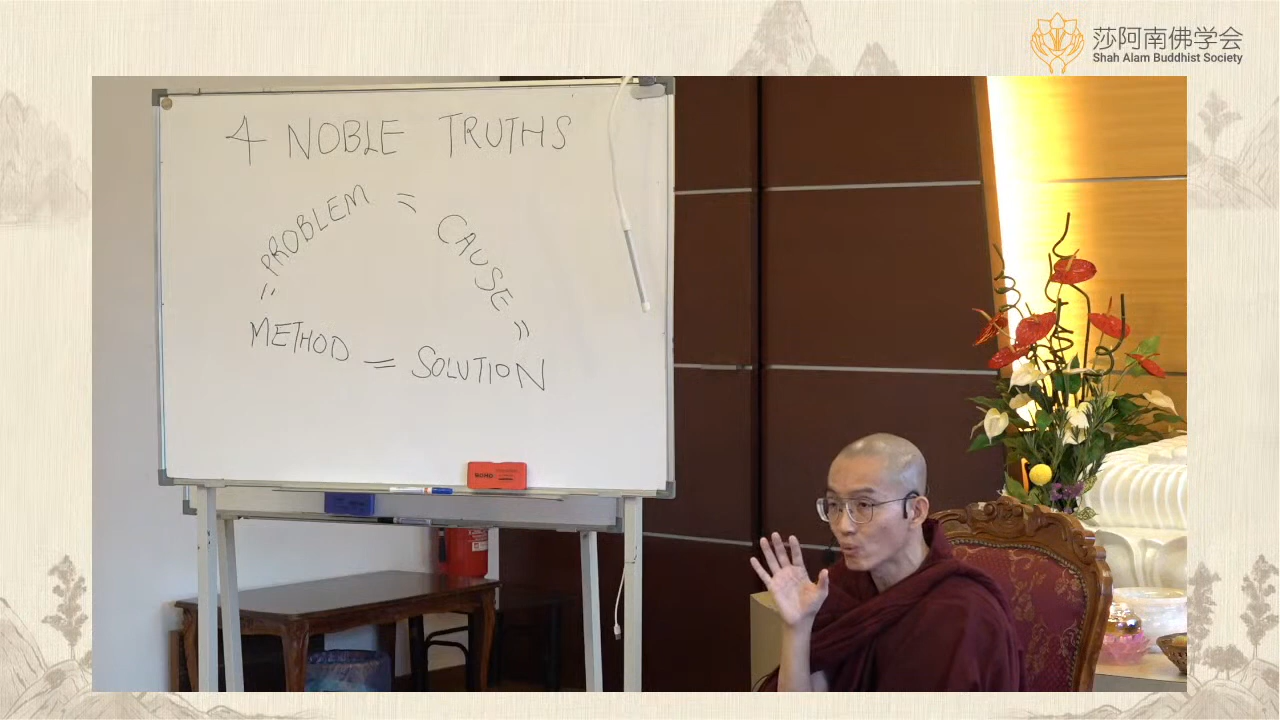 莎阿南佛学会
Shah Alam Buddhist Society
4 NOBLE TRUTHS
PROBLEM =
CAUSE =
METHOD = SOLUTION
=